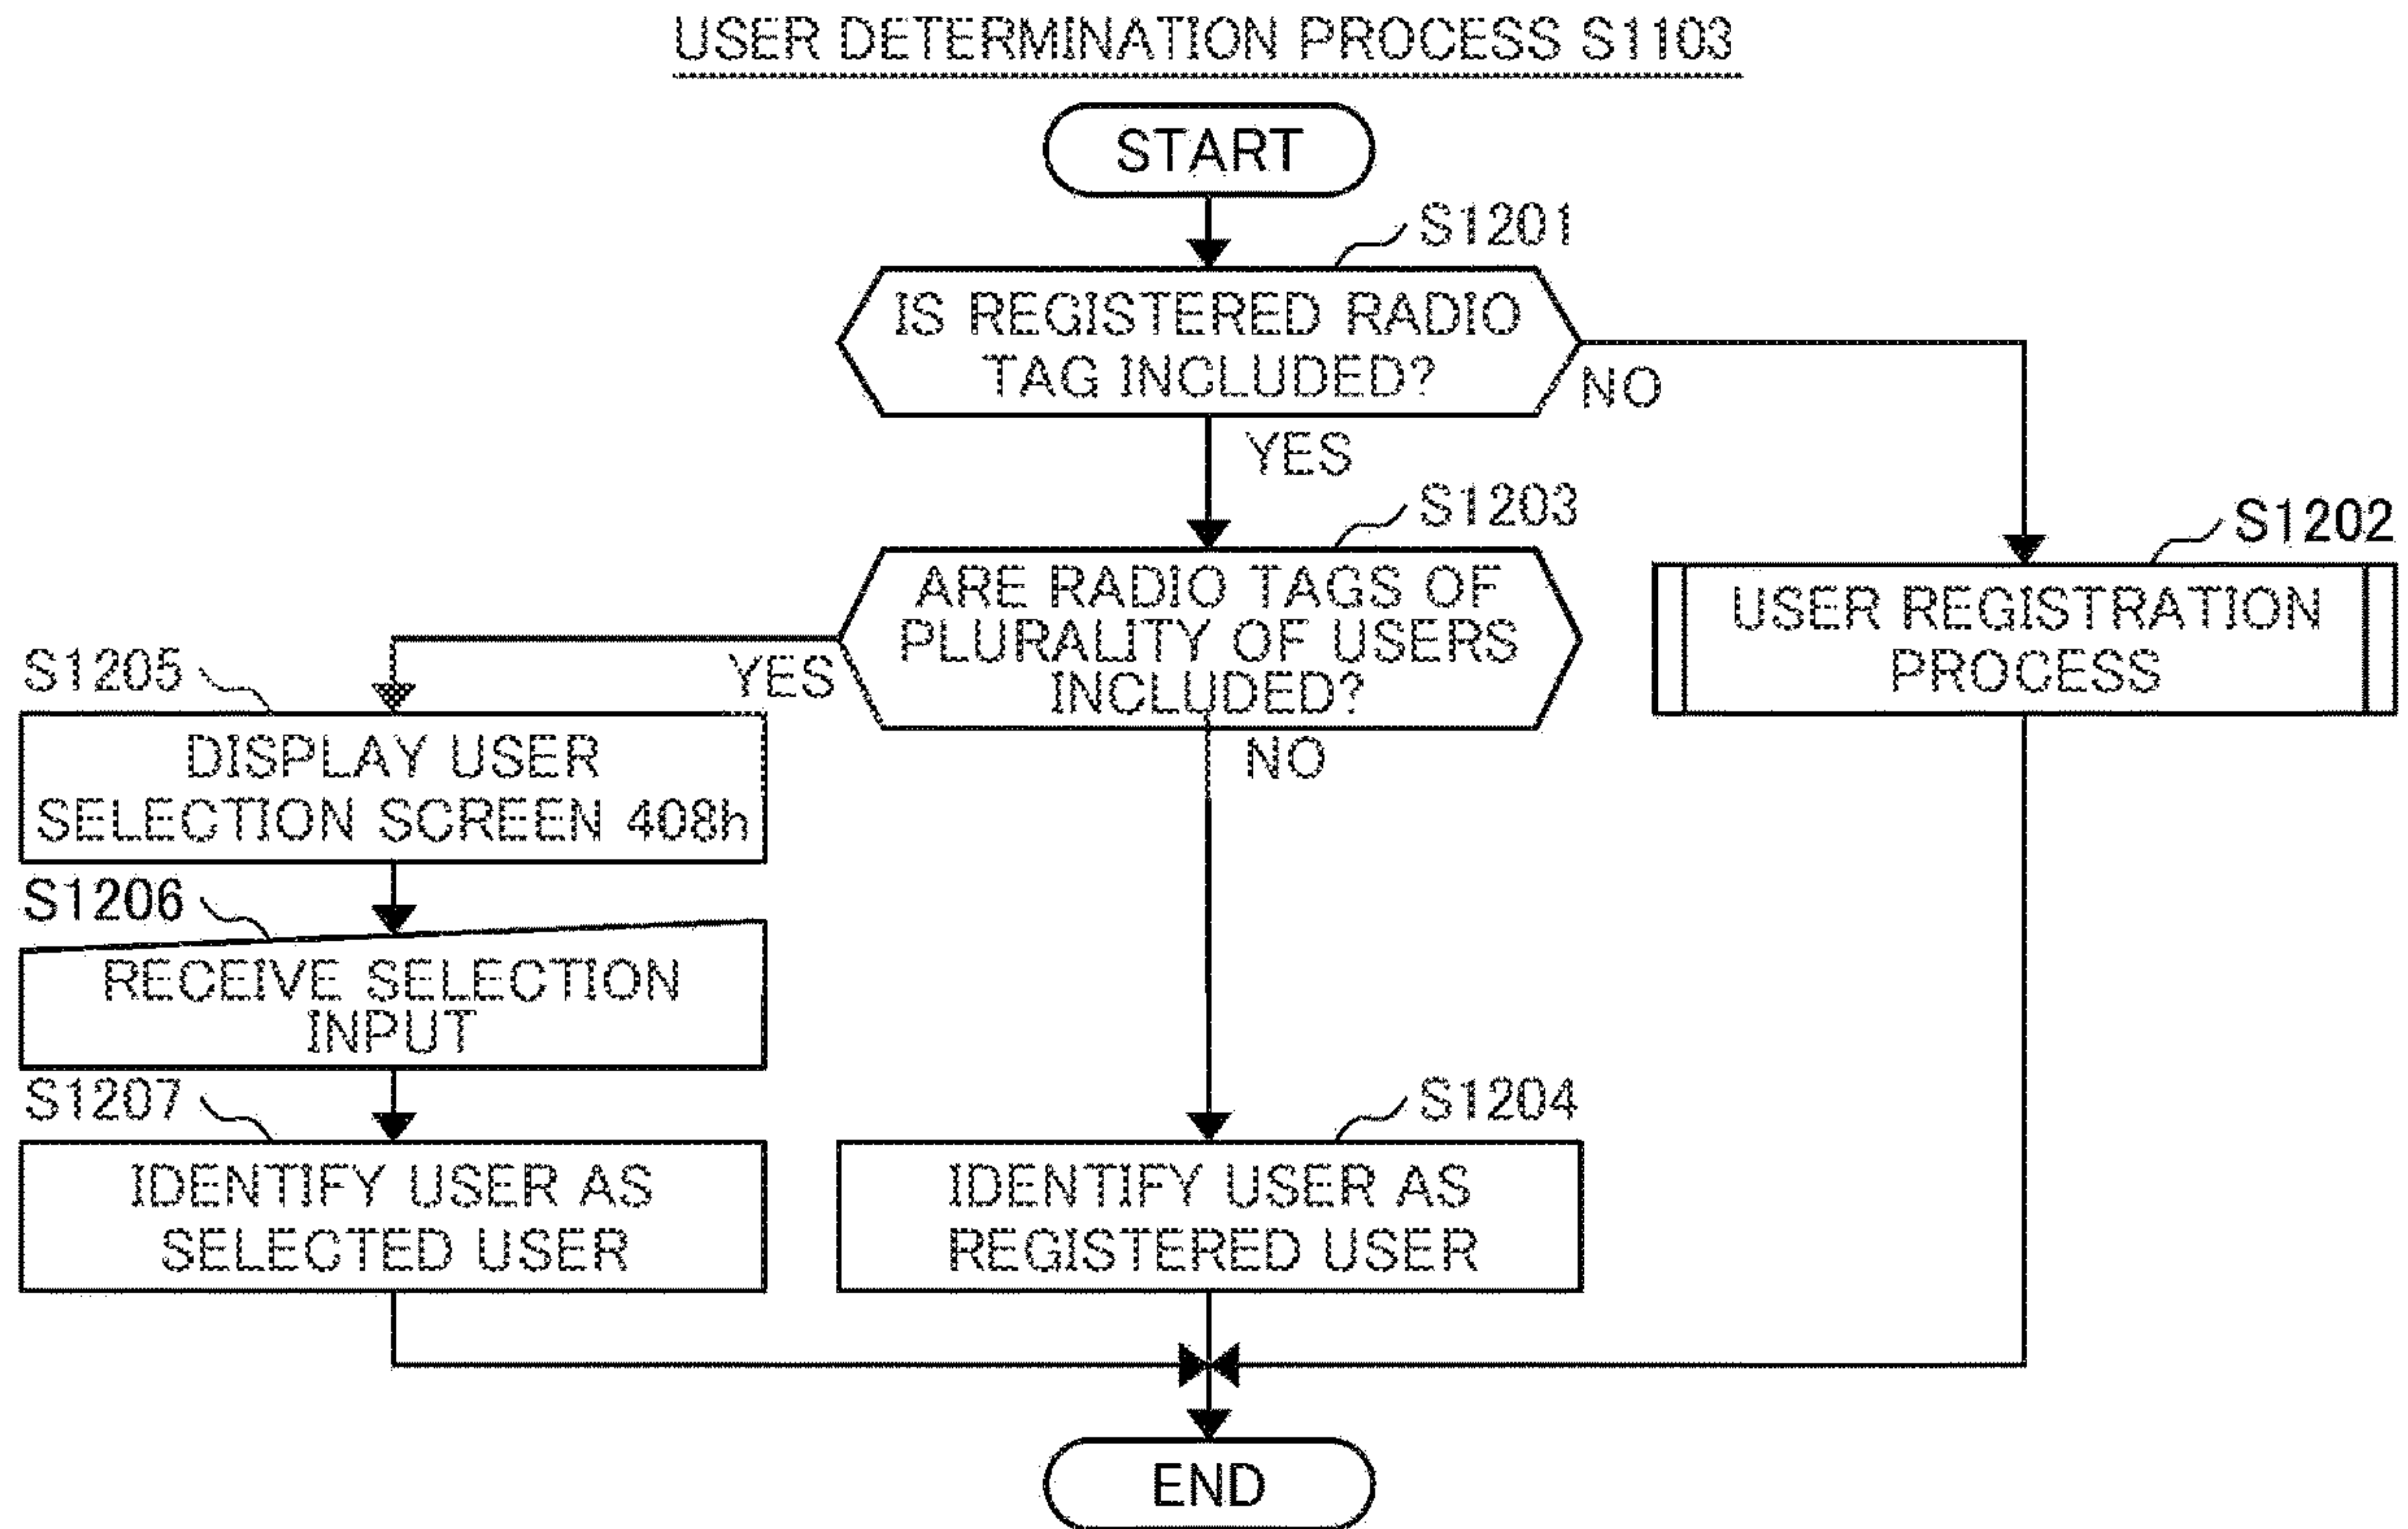 USER DETERMINATION PROCESS S1103
START
S1201
IS REGISTERED RADIO
TAG INCLUDED?
NO
YES
S1203
ARE RADIO TAGS OF
PLURALITY OF USERS
INCLUDED?
YES
NO
S1202
USER REGISTRATION
PROCESS
S1205
DISPLAY USER
SELECTION SCREEN 408h
S1206
RECEIVE SELECTION
INPUT
S1207
IDENTIFY USER AS
SELECTED USER
S1204
IDENTIFY USER AS
REGISTERED USER
END